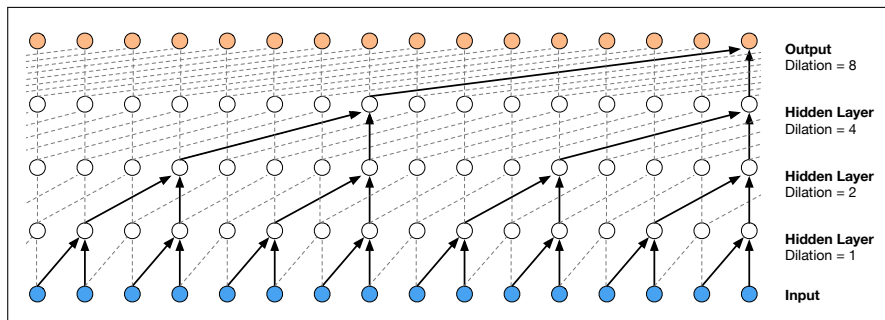 Output
Dilation = 8
Hidden Layer
Dilation = 4
Hidden Layer
Dilation = 2
Hidden Layer
Dilation = 1
Input